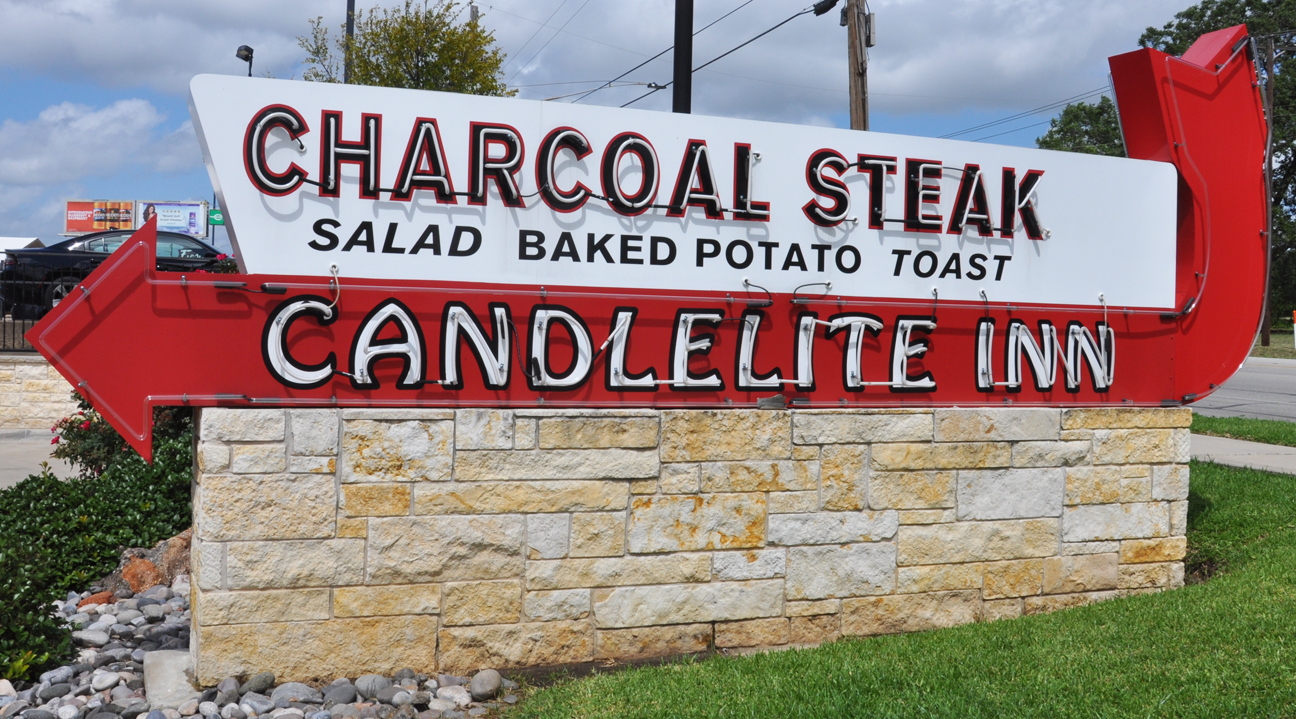 CHARCOAL STEAK
SALAD BAKED POTATO TOAST
CANDLELITE INN